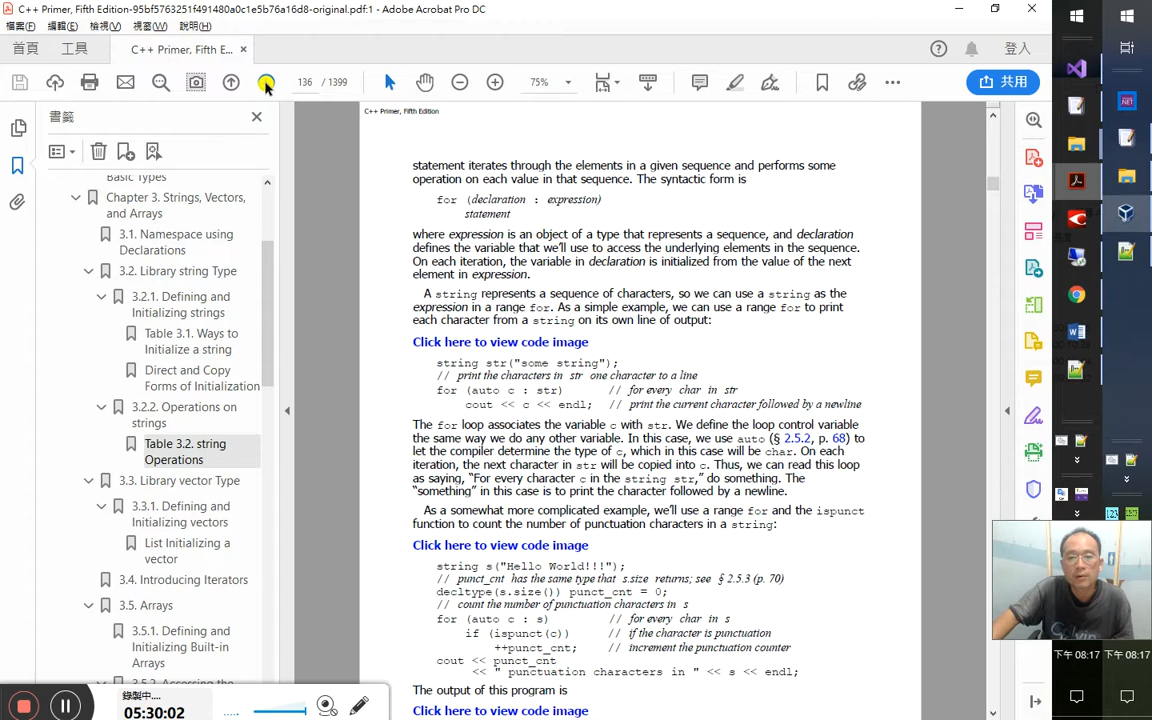 C++ Primer, Fifth Edition-95bf5763251f491480a0c1e5b76a16d8-original.pdf:1 - Adobe Acrobat Pro DC
檔案(F) 編輯(E) 檢視(V) 視窗(W) 說明(H)
首頁 工具 C++ Primer, Fifth E... × 登入
136 / 1399 75% 共用
書籤
Basic Types
Chapter 3. Strings, Vectors,
and Arrays
3.1. Namespace using
Declarations
3.2. Library string Type
3.2.1. Defining and
Initializing strings
Table 3.1. Ways to
Initialize a string
Direct and Copy
Forms of Initialization
3.2.2. Operations on
strings
Table 3.2. string
Operations
3.3. Library vector Type
3.3.1. Defining and
Initializing vectors
List Initializing a
vector
3.4. Introducing Iterators
3.5. Arrays
3.5.1. Defining and
Initializing Built-in
Arrays
3.5.2. Accessing the
C++ Primer, Fifth Edition
statement iterates through the elements in a given sequence and performs some
operation on each value in that sequence. The syntactic form is
for (declaration : expression)
statement
where expression is an object of a type that represents a sequence, and declaration
defines the variable that we'll use to access the underlying elements in the sequence.
On each iteration, the variable in declaration is initialized from the value of the next
element in expression.
A string represents a sequence of characters, so we can use a string as the
expression in a range for. As a simple example, we can use a range for to print
each character from a string on its own line of output:
Click here to view code image
string str("some string");
// print the characters in str one character to a line
for (auto c : str) // for every char in str
cout << c << endl; // print the current character followed by a newline
The for loop associates the variable c with str. We define the loop control variable
the same way we do any other variable. In this case, we use auto (§ 2.5.2, p. 68) to
let the compiler determine the type of c, which in this case will be char. On each
iteration, the next character in str will be copied into c. Thus, we can read this loop
as saying, “For every character c in the string str,” do something. The
“something” in this case is to print the character followed by a newline.
As a somewhat more complicated example, we'll use a range for and the ispunct
function to count the number of punctuation characters in a string:
Click here to view code image
string s("Hello World!!!");
// punct_cnt has the same type that s.size returns; see § 2.5.3 (p. 70)
decltype(s.size()) punct_cnt = 0;
// count the number of punctuation characters in s
for (auto c : s) // for every char in s
if (ispunct(c)) // if the character is punctuation
++punct_cnt; // increment the punctuation counter
cout << punct_cnt
<< " punctuation characters in " << s << endl;
The output of this program is
Click here to view code image
錄製中....
05:30:02
下午 08:17 下午 08:17